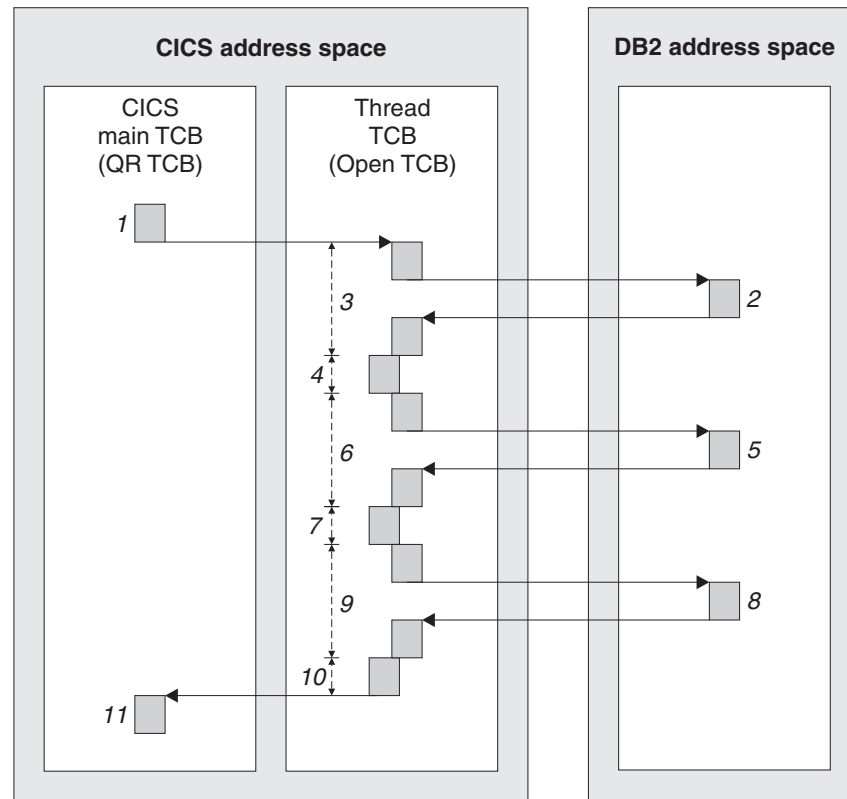 CICS address space
DB2 address space
CICS
main TCB
(QR TCB)
Thread
TCB
(Open TCB)
1
2
3
4
5
6
7
8
9
10
11